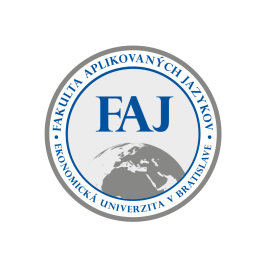 FAKULTA APLIKOVANÝCH JAZYKOV
FAJ
EKONOMICKÁ UNIVERZITA V BRATISLAVE